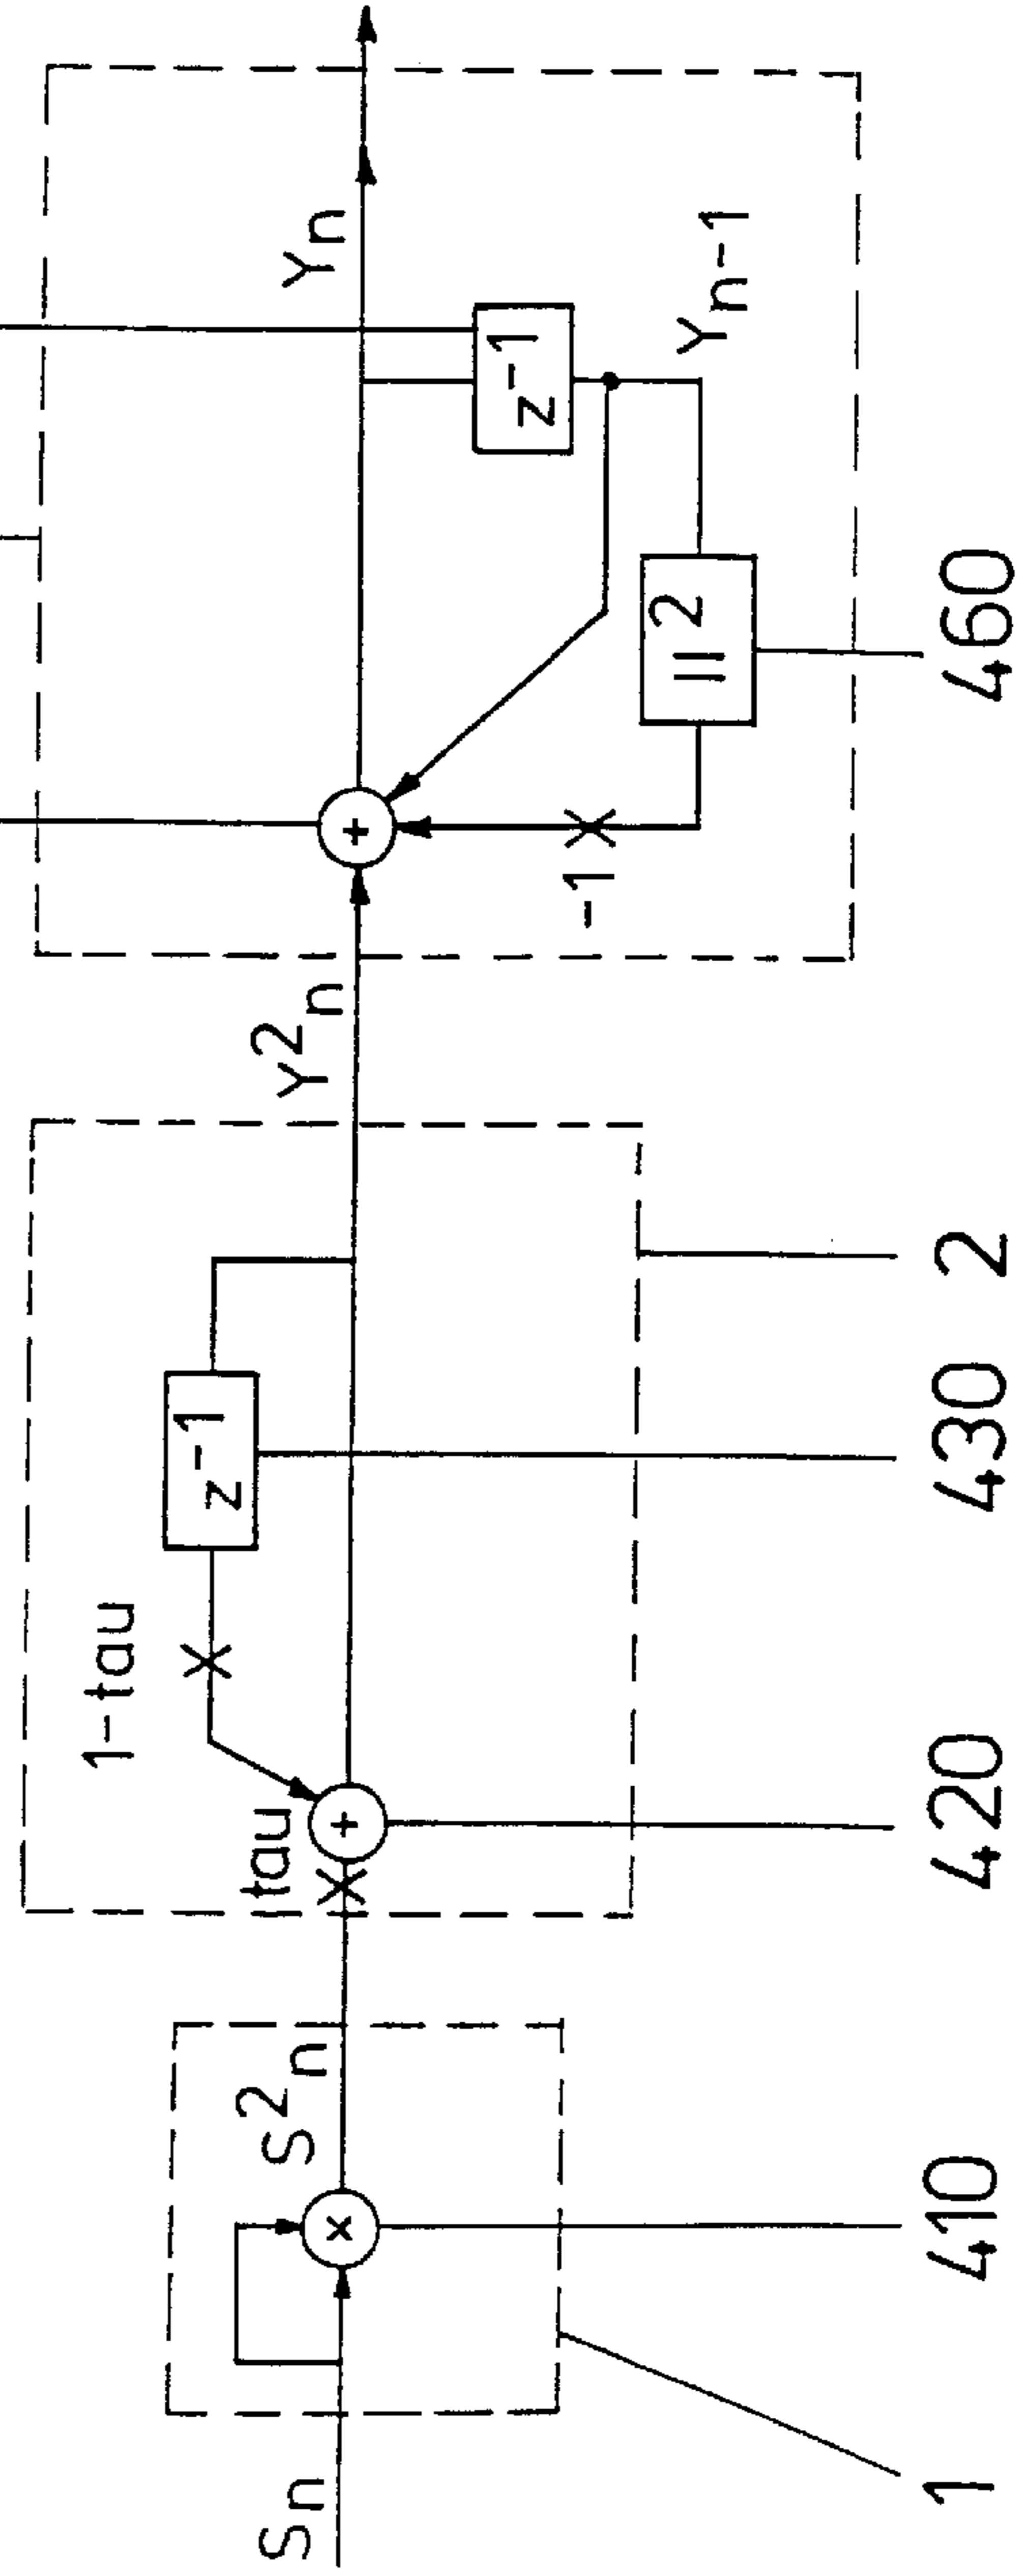 Sn
S²n
tau
1-tau
z⁻¹
Y²n
Yn
z⁻¹
Yn-1
||²
-1
+
+
x
1
410
420
430
2
460